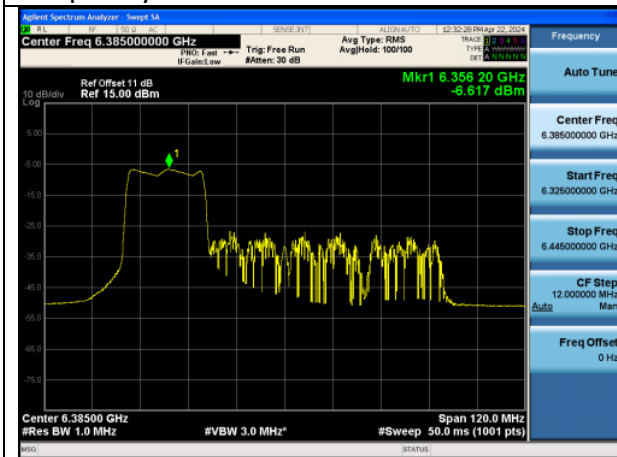 Agilent Spectrum Analyzer - Swept SA
RL RF 50 Ω AC SENSE:INT ALIGN AUTO 12:32:28 PM Apr 22, 2024
Center Freq 6.385000000 GHz
PNO: Fast
IFGain:Low
Trig: Free Run
#Atten: 30 dB
Avg Type: RMS
Avg|Hold: 100/100
TRACE 1 2 3 4 5 6
TYPE A
DET A N N N N N
Frequency
Auto Tune
Ref Offset 11 dB
10 dB/div Ref 15.00 dBm
Log
Mkr1 6.356 20 GHz
-6.617 dBm
1
5.00
-5.00
-15.0
-25.0
-35.0
-45.0
-55.0
-65.0
-75.0
Center Freq
6.385000000 GHz
Start Freq
6.325000000 GHz
Stop Freq
6.445000000 GHz
CF Step
12.000000 MHz
Auto Man
Freq Offset
0 Hz
Center 6.38500 GHz Span 120.0 MHz
#Res BW 1.0 MHz #VBW 3.0 MHz* #Sweep 50.0 ms (1001 pts)
MSG STATUS